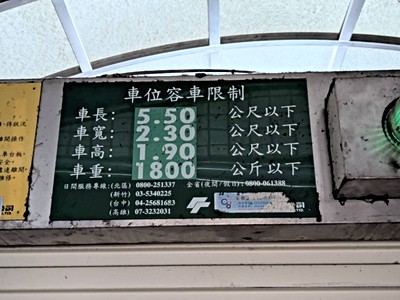 車位容車限制
車長: 5.50 公尺以下
車寬: 2.30 公尺以下
車高: 1.90 公尺以下
車重: 1800 公斤以下
日間服務專線:(北區) 0800-251337 全省(夜間/假日):0800-061388
(新竹) 03-5340225
(台中) 04-25681683
(高雄) 07-3232031